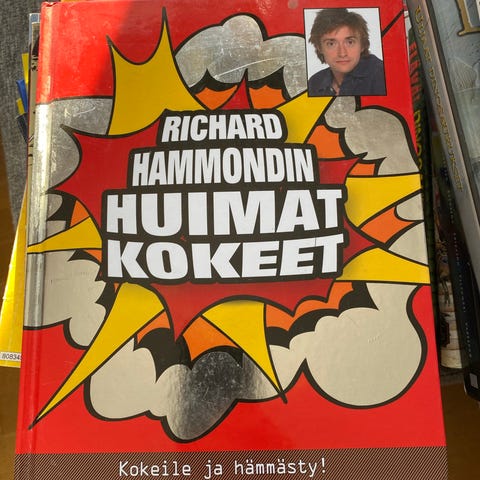 RICHARD
HAMMONDIN
HUIMAT
KOKEET
Kokeile ja hämmästy!